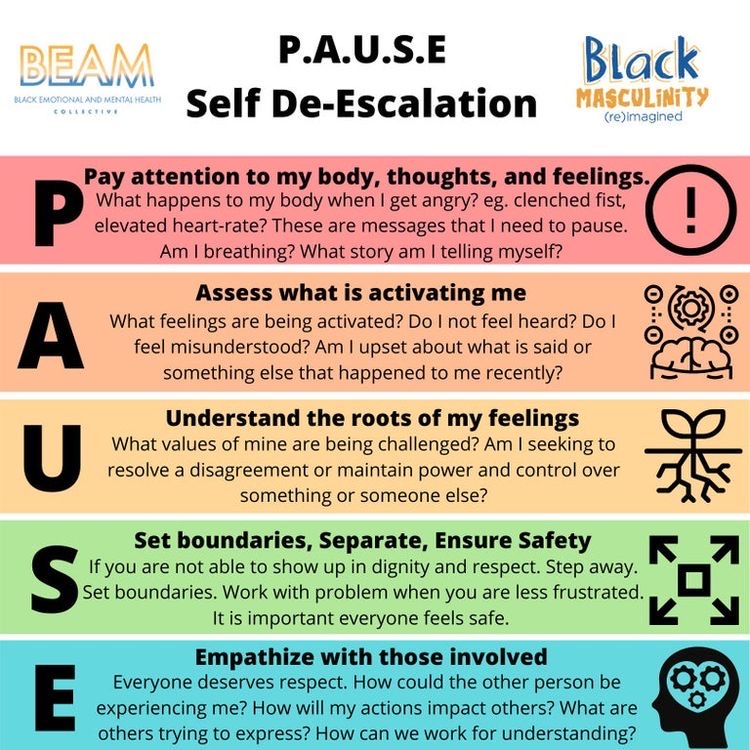 BEAM
BLACK EMOTIONAL AND MENTAL HEALTH
COLLECTIVE
P.A.U.S.E
Self De-Escalation
Black
MASCULINITY
(re)imagined
P
Pay attention to my body, thoughts, and feelings.
What happens to my body when I get angry? eg. clenched fist,
elevated heart-rate? These are messages that I need to pause.
Am I breathing? What story am I telling myself?
!
A
Assess what is activating me
What feelings are being activated? Do I not feel heard? Do I
feel misunderstood? Am I upset about what is said or
something else that happened to me recently?
U
Understand the roots of my feelings
What values of mine are being challenged? Am I seeking to
resolve a disagreement or maintain power and control over
something or someone else?
S
Set boundaries, Separate, Ensure Safety
If you are not able to show up in dignity and respect. Step away.
Set boundaries. Work with problem when you are less frustrated.
It is important everyone feels safe.
E
Empathize with those involved
Everyone deserves respect. How could the other person be
experiencing me? How will my actions impact others? What are
others trying to express? How can we work for understanding?